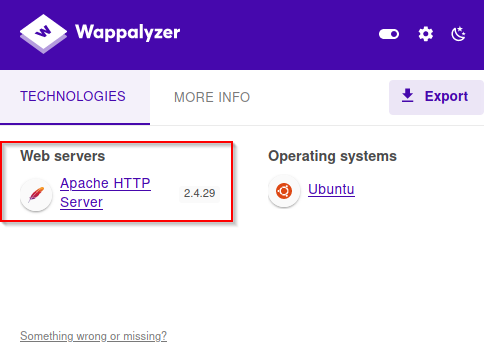 Wappalyzer
TECHNOLOGIES
MORE INFO
Export
Web servers
Apache HTTP
Server
2.4.29
Operating systems
Ubuntu
Something wrong or missing?